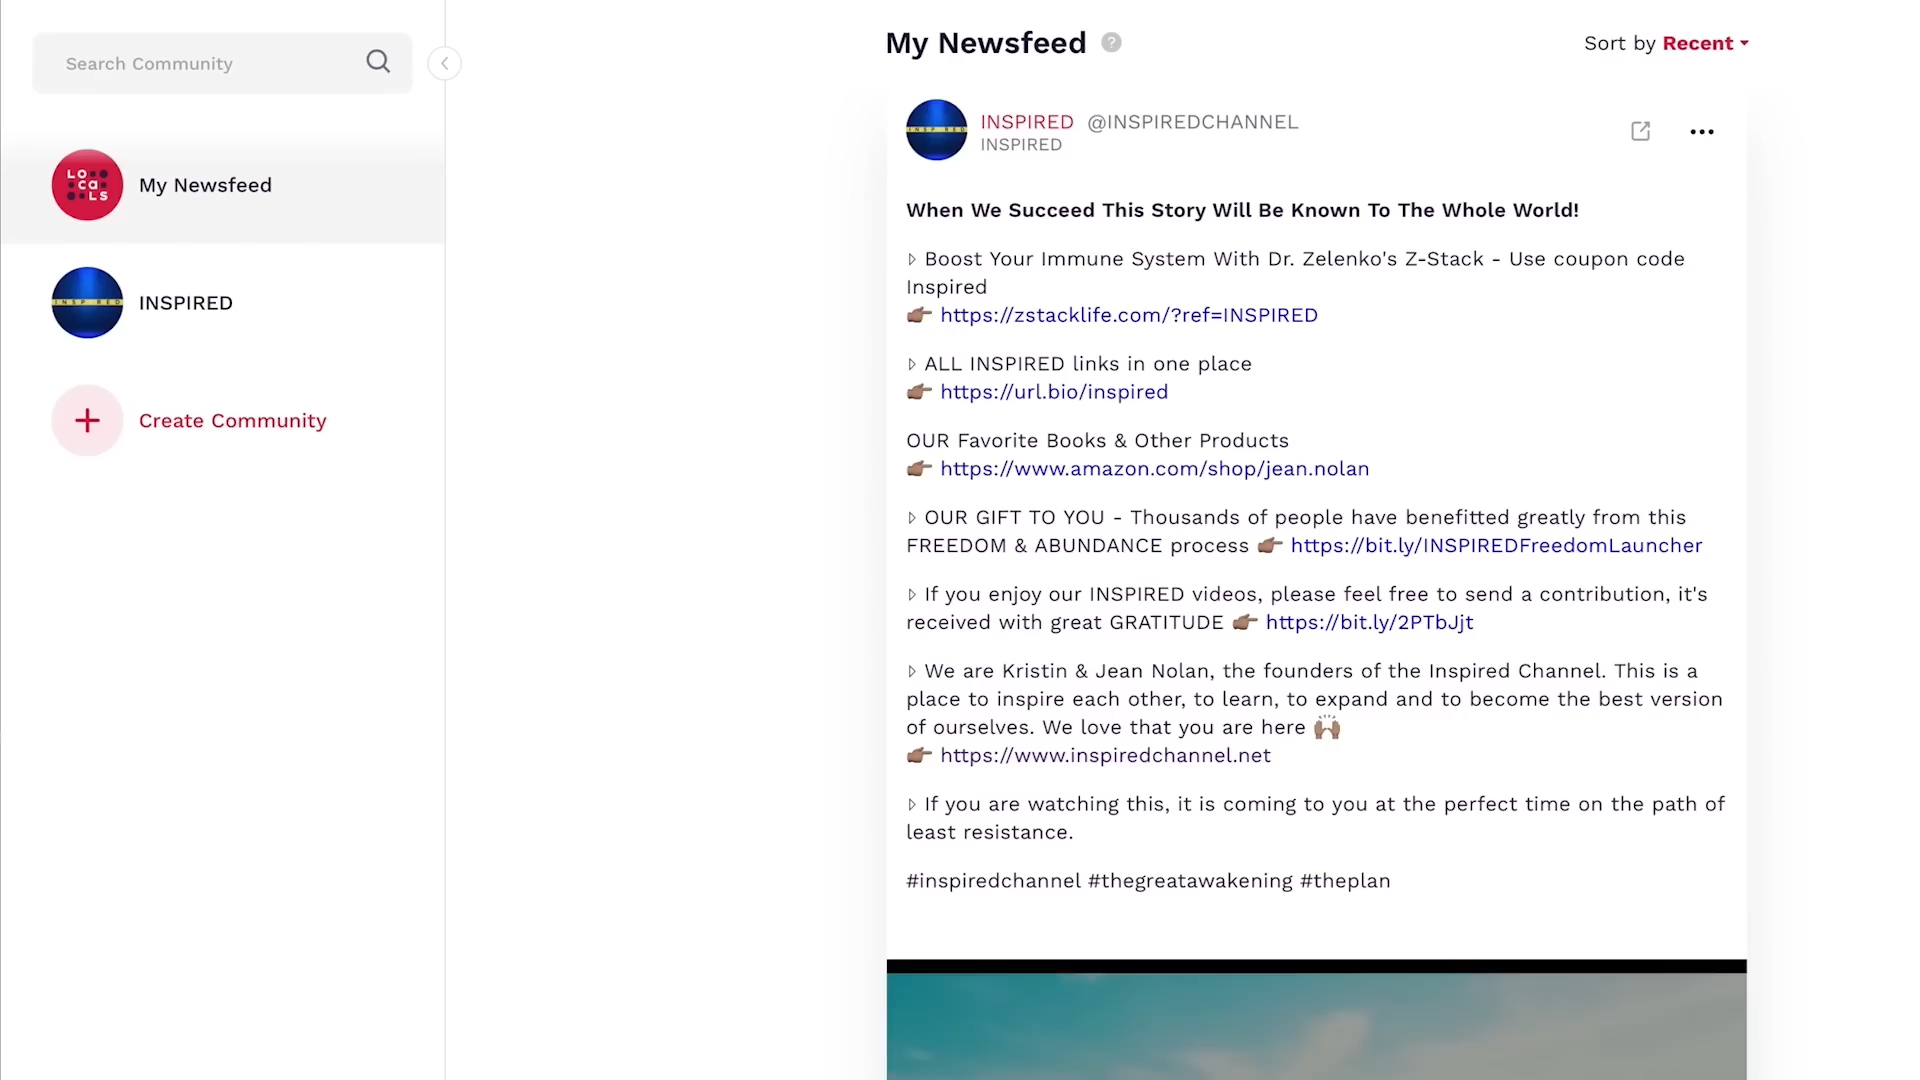 Search Community
LOCALS
My Newsfeed
INSPIRED
INSPIRED
Create Community
My Newsfeed ?
Sort by Recent
INSPIRED
INSPIRED @INSPIREDCHANNEL
INSPIRED
When We Succeed This Story Will Be Known To The Whole World!
▹ Boost Your Immune System With Dr. Zelenko's Z-Stack - Use coupon code
Inspired
👉🏽 https://zstacklife.com/?ref=INSPIRED
▹ ALL INSPIRED links in one place
👉🏽 https://url.bio/inspired
OUR Favorite Books & Other Products
👉🏽 https://www.amazon.com/shop/jean.nolan
▹ OUR GIFT TO YOU - Thousands of people have benefitted greatly from this
FREEDOM & ABUNDANCE process 👉🏽 https://bit.ly/INSPIREDFreedomLauncher
▹ If you enjoy our INSPIRED videos, please feel free to send a contribution, it's
received with great GRATITUDE 👉🏽 https://bit.ly/2PTbJjt
▹ We are Kristin & Jean Nolan, the founders of the Inspired Channel. This is a
place to inspire each other, to learn, to expand and to become the best version
of ourselves. We love that you are here 🙌🏽
👉🏽 https://www.inspiredchannel.net
▹ If you are watching this, it is coming to you at the perfect time on the path of
least resistance.
#inspiredchannel #thegreatawakening #theplan